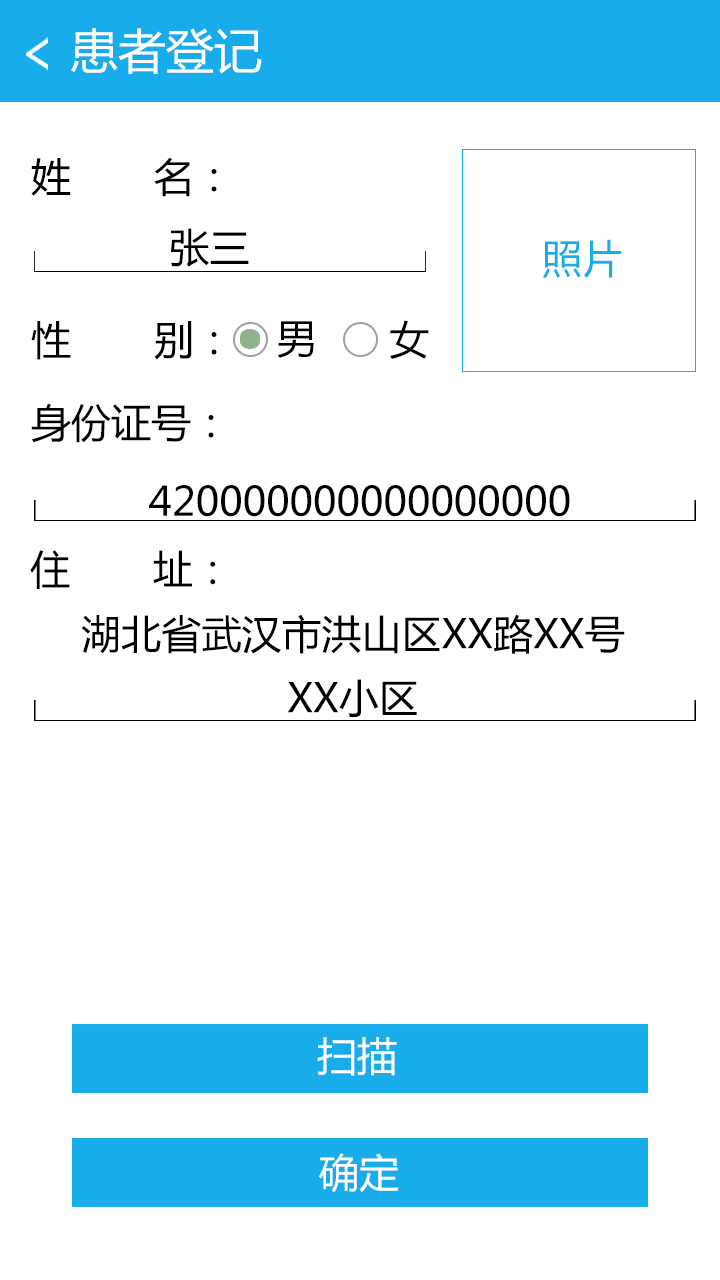 < 患者登记
姓 名：
张三
照片
性 别：男 女
身份证号：
420000000000000000
住 址：
湖北省武汉市洪山区XX路XX号
XX小区
扫描
确定